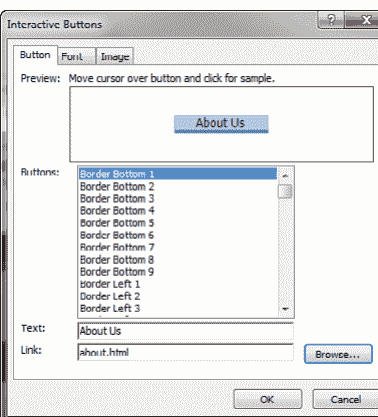 Interactive Buttons
Button Font Image
Preview: Move cursor over button and click for sample.
About Us
Buttons: Border Bottom 1
Border Bottom 2
Border Bottom 3
Border Bottom 4
Border Bottom 5
Border Bottom 6
Border Bottom 7
Border Bottom 8
Border Bottom 9
Border Left 1
Border Left 2
Border Left 3
Text: About Us
Link: about.html Browse...
OK Cancel